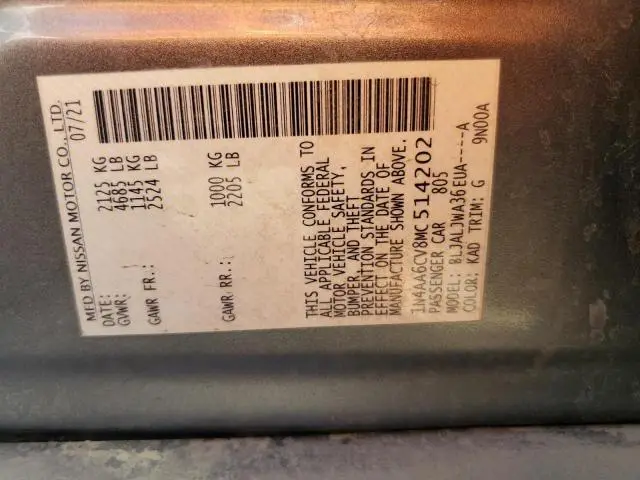 MFD BY NISSAN MOTOR CO., LTD.
DATE: 07/21
GVWR: 2125 KG
4685 LB
GAWR FR.: 1145 KG
2524 LB
GAWR RR.: 1000 KG
2205 LB
THIS VEHICLE CONFORMS TO
ALL APPLICABLE FEDERAL
MOTOR VEHICLE SAFETY,
BUMPER, AND THEFT
PREVENTION STANDARDS IN
EFFECT ON THE DATE OF
MANUFACTURE SHOWN ABOVE.
1N4AA6CV8MC514202
PASSENGER CAR 805
MODEL: BLJALJWA36EUA----A
COLOR: KAD TRIM: G 9N00A